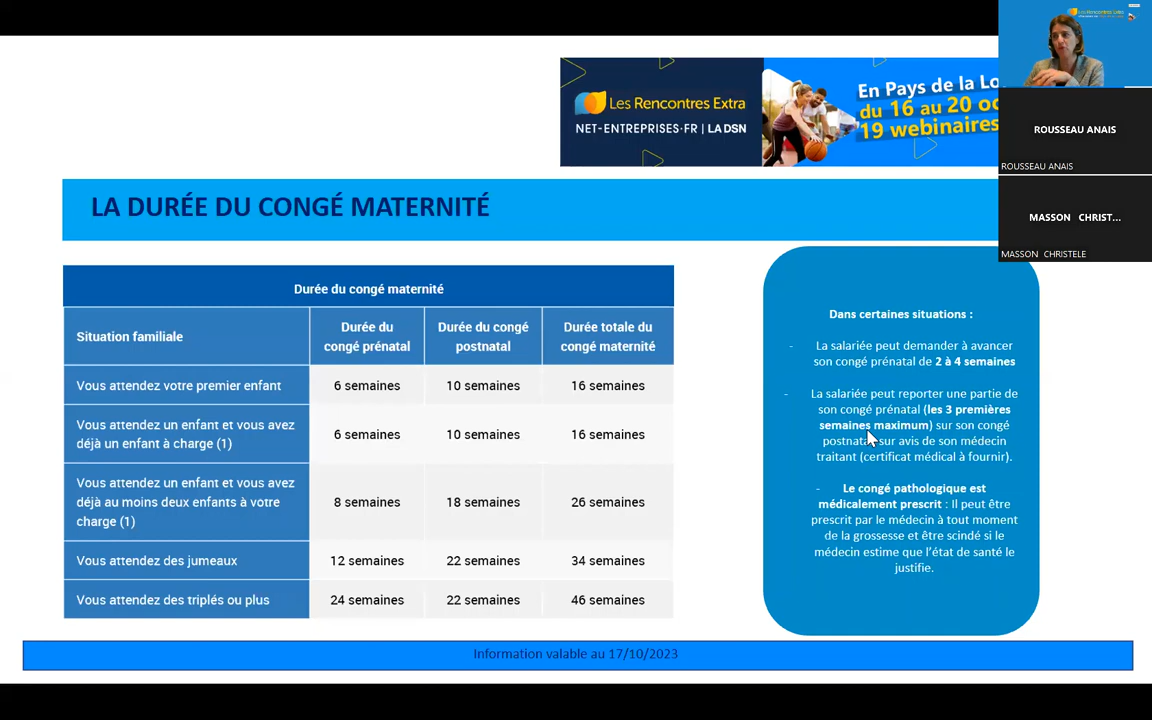 Les Rencontres Extra
NET-ENTREPRISES·FR | LA DSN
En Pays de la Lo
du 16 au 20 oc
19 webinaires
Les Rencontres Extra
ROUSSEAU ANAIS
ROUSSEAU ANAIS
MASSON CHRIST...
MASSON CHRISTELE
LA DURÉE DU CONGÉ MATERNITÉ
Durée du congé maternité
Situation familiale
Durée du
congé prénatal
Durée du congé
postnatal
Durée totale du
congé maternité
Vous attendez votre premier enfant
6 semaines
10 semaines
16 semaines
Vous attendez un enfant et vous avez
déjà un enfant à charge (1)
6 semaines
10 semaines
16 semaines
Vous attendez un enfant et vous avez
déjà au moins deux enfants à votre
charge (1)
8 semaines
18 semaines
26 semaines
Vous attendez des jumeaux
12 semaines
22 semaines
34 semaines
Vous attendez des triplés ou plus
24 semaines
22 semaines
46 semaines
Dans certaines situations :
- La salariée peut demander à avancer
son congé prénatal de 2 à 4 semaines
- La salariée peut reporter une partie de
son congé prénatal (les 3 premières
semaines maximum) sur son congé
postnatal sur avis de son médecin
traitant (certificat médical à fournir).
- Le congé pathologique est
médicalement prescrit : Il peut être
prescrit par le médecin à tout moment
de la grossesse et être scindé si le
médecin estime que l'état de santé le
justifie.
Information valable au 17/10/2023